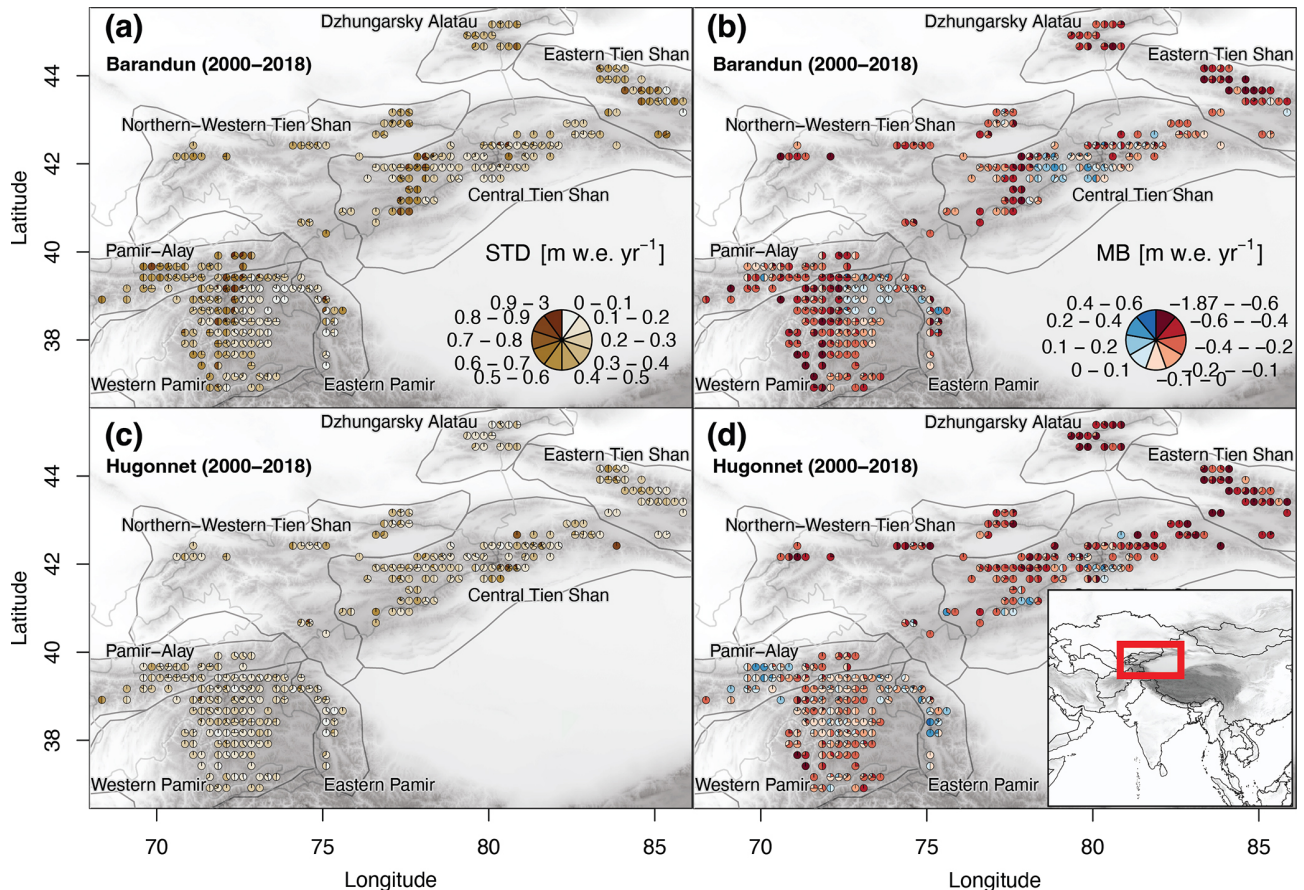 (a)
Barandun (2000–2018)
Dzhungarsky Alatau
Eastern Tien Shan
Northern–Western Tien Shan
Central Tien Shan
Pamir–Alay
Western Pamir
Eastern Pamir
STD [m w.e. yr⁻¹]
0.9 – 3
0 – 0.1
0.8 – 0.9
0.1 – 0.2
0.7 – 0.8
0.2 – 0.3
0.6 – 0.7
0.3 – 0.4
0.5 – 0.6
0.4 – 0.5
44
42
40
38
Latitude
(b)
Barandun (2000–2018)
Dzhungarsky Alatau
Eastern Tien Shan
Northern–Western Tien Shan
Central Tien Shan
Pamir–Alay
Western Pamir
Eastern Pamir
MB [m w.e. yr⁻¹]
0.4 – 0.6
−1.87 – −0.6
0.2 – 0.4
−0.6 – −0.4
0.1 – 0.2
−0.4 – −0.2
0 – 0.1
−0.2 – −0.1
−0.1 – 0
(c)
Hugonnet (2000–2018)
Dzhungarsky Alatau
Eastern Tien Shan
Northern–Western Tien Shan
Central Tien Shan
Pamir–Alay
Western Pamir
Eastern Pamir
44
42
40
38
Latitude
70
75
80
85
Longitude
(d)
Hugonnet (2000–2018)
Dzhungarsky Alatau
Eastern Tien Shan
Northern–Western Tien Shan
Pamir–Alay
Western Pamir
Eastern Pamir
70
75
80
85
Longitude